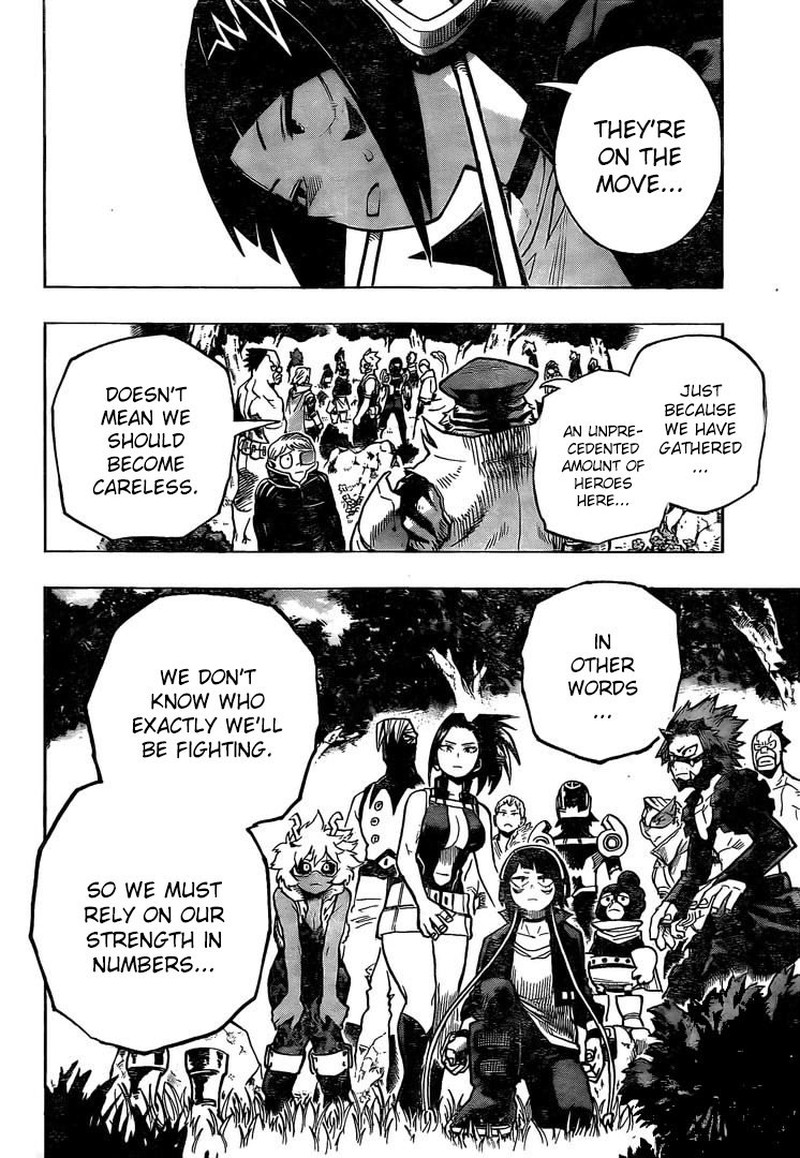 THEY'RE
ON THE
MOVE...
JUST
BECAUSE
WE HAVE
GATHERED
...
AN UNPRE-
CEDENTED
AMOUNT OF
HEROES
HERE...
DOESN'T
MEAN WE
SHOULD
BECOME
CARELESS.
IN
OTHER
WORDS
...
WE DON'T
KNOW WHO
EXACTLY WE'LL
BE FIGHTING.
SO WE MUST
RELY ON OUR
STRENGTH IN
NUMBERS...